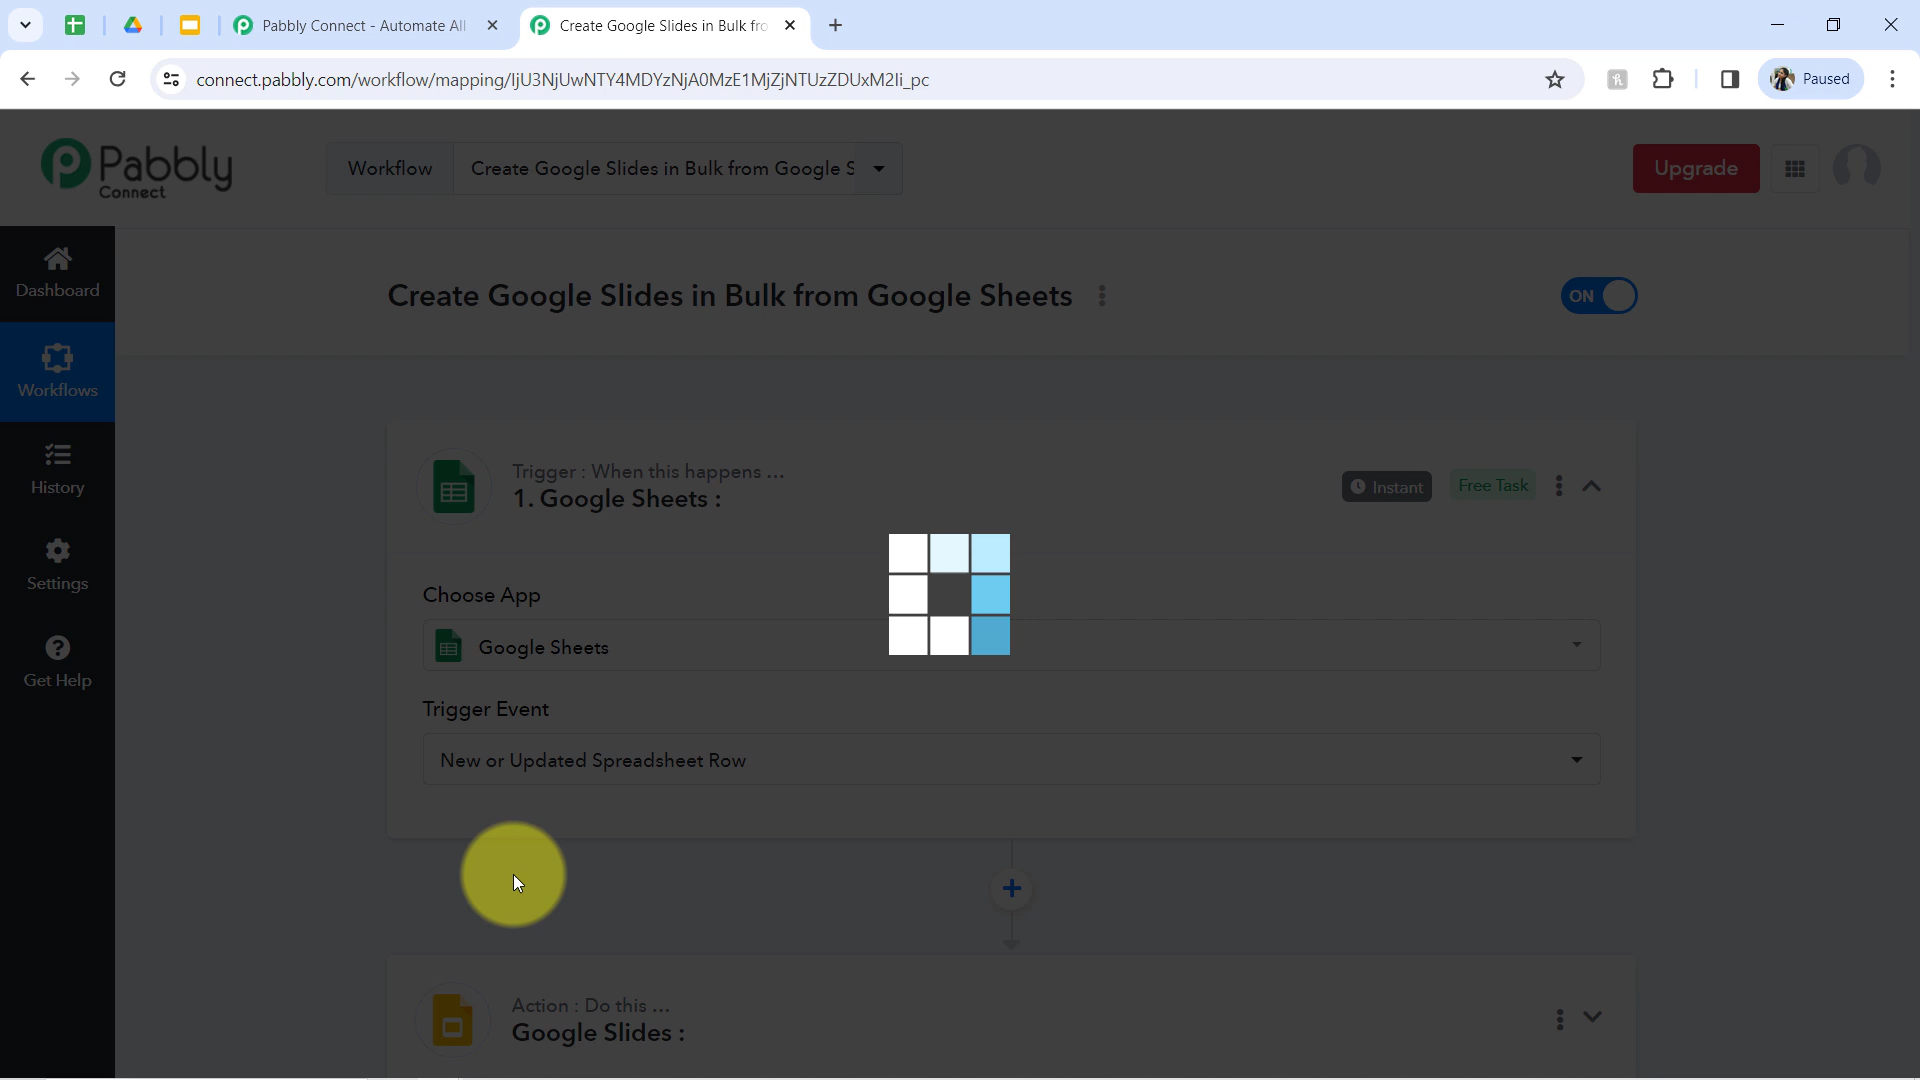 Pabbly Connect - Automate All
Create Google Slides in Bulk fro
connect.pabbly.com/workflow/mapping/IjU3NjUwNTY4MDYzNjA0MzE1MjZjNTUzZDUxM2Ii_pc
Paused
Pabbly
Connect
Workflow
Create Google Slides in Bulk from Google S
Upgrade
Dashboard
Workflows
History
Settings
Get Help
Create Google Slides in Bulk from Google Sheets
ON
Trigger : When this happens ...
1. Google Sheets :
Instant
Free Task
Choose App
Google Sheets
Trigger Event
New or Updated Spreadsheet Row
Action : Do this ...
Google Slides :